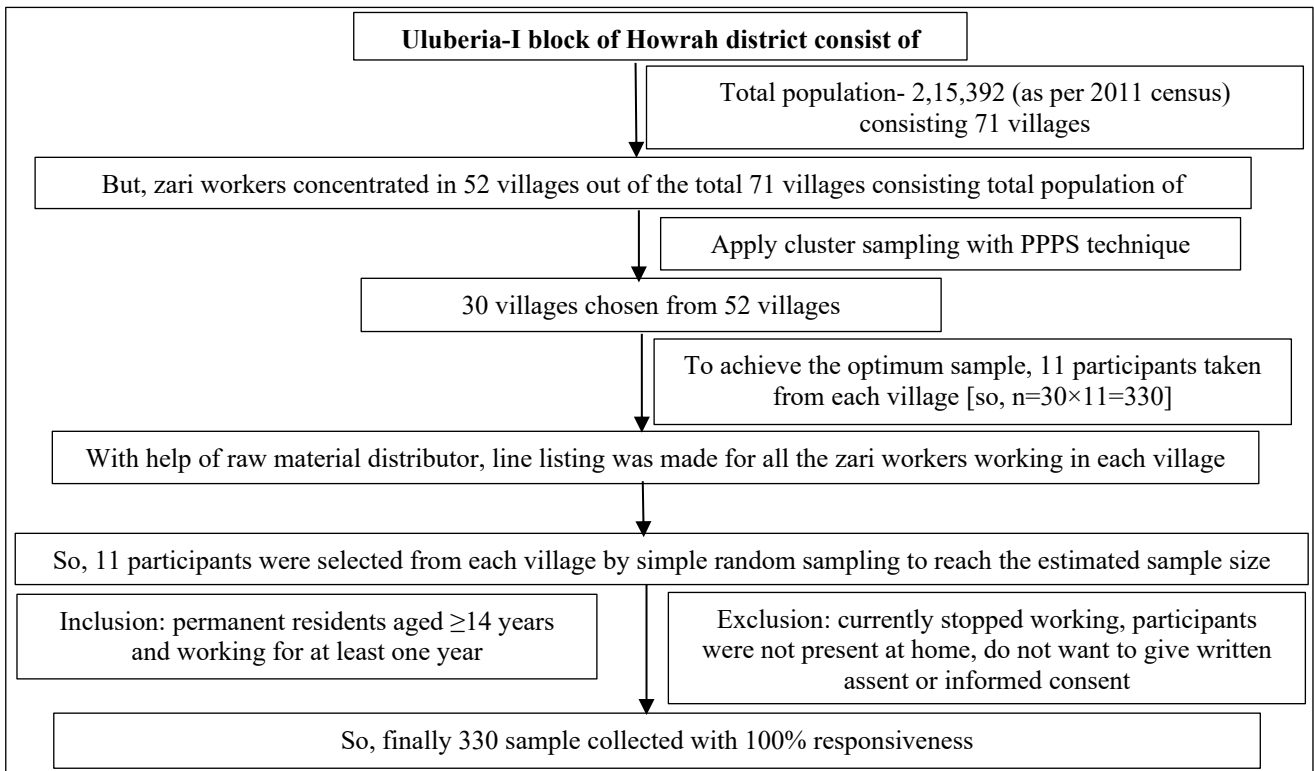 Uluberia-I block of Howrah district consist of
Total population- 2,15,392 (as per 2011 census)
consisting 71 villages
But, zari workers concentrated in 52 villages out of the total 71 villages consisting total population of
Apply cluster sampling with PPPS technique
30 villages chosen from 52 villages
To achieve the optimum sample, 11 participants taken
from each village [so, n=30×11=330]
With help of raw material distributor, line listing was made for all the zari workers working in each village
So, 11 participants were selected from each village by simple random sampling to reach the estimated sample size
Inclusion: permanent residents aged ≥14 years
and working for at least one year
Exclusion: currently stopped working, participants
were not present at home, do not want to give written
assent or informed consent
So, finally 330 sample collected with 100% responsiveness